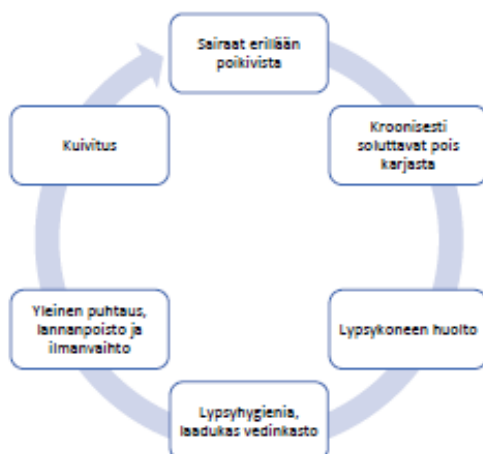 Sairaat erillään
poikivista
Kroonisesti
soluttavat pois
karjasta
Lypsykoneen huolto
Lypsyhygienia,
laadukas vedinkasto
Yleinen puhtaus,
lannanpoisto ja
ilmanvaihto
Kuivitus